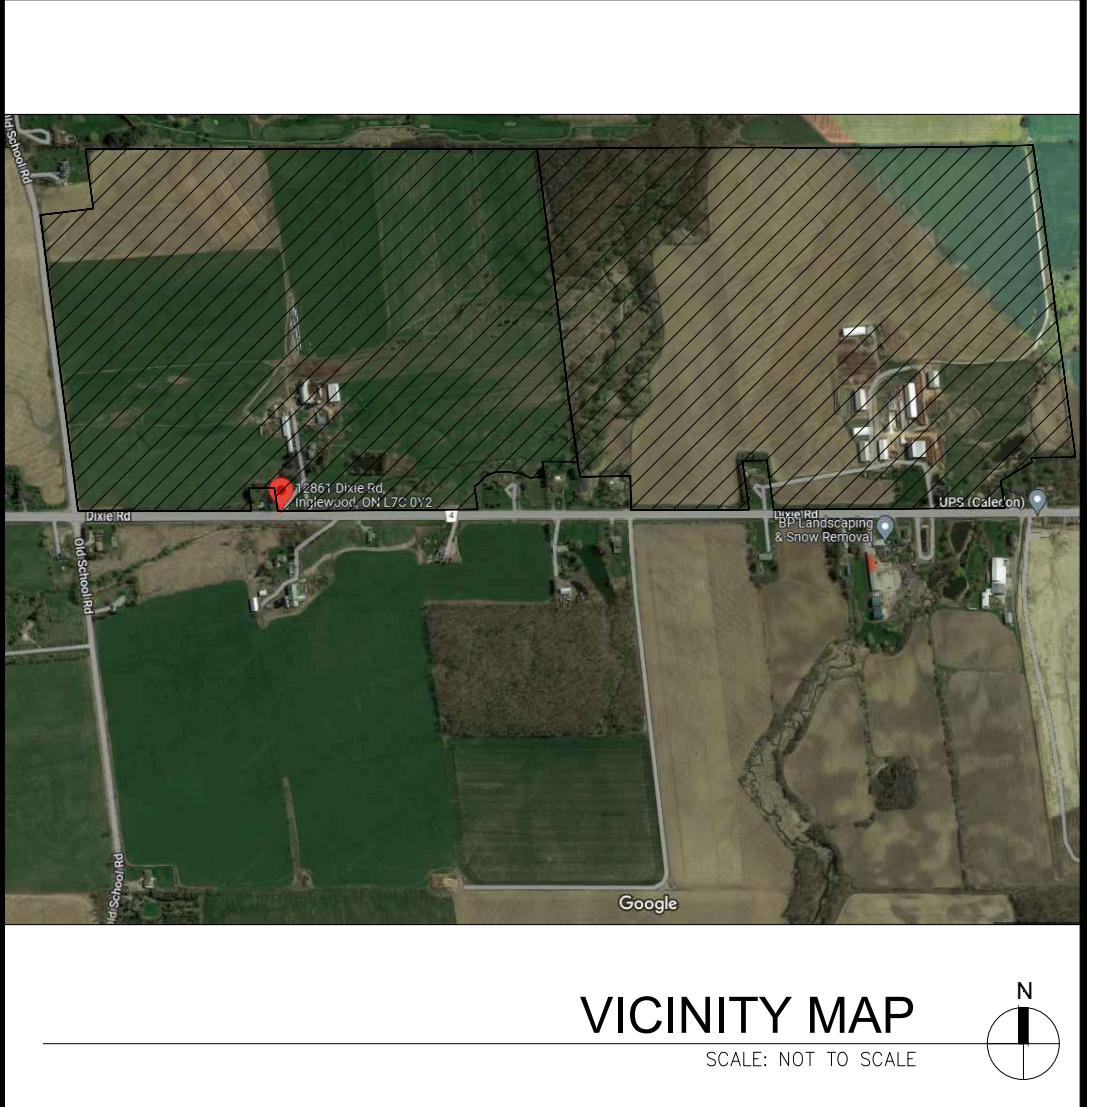 Old School Rd
12861 Dixie Rd,
Inglewood, ON L7C 0Y2
4
Dixie Rd
UPS (Caledon)
Dixie Rd
BP Landscaping
& Snow Removal
Old School Rd
Old School Rd
Google
VICINITY MAP
N
SCALE: NOT TO SCALE